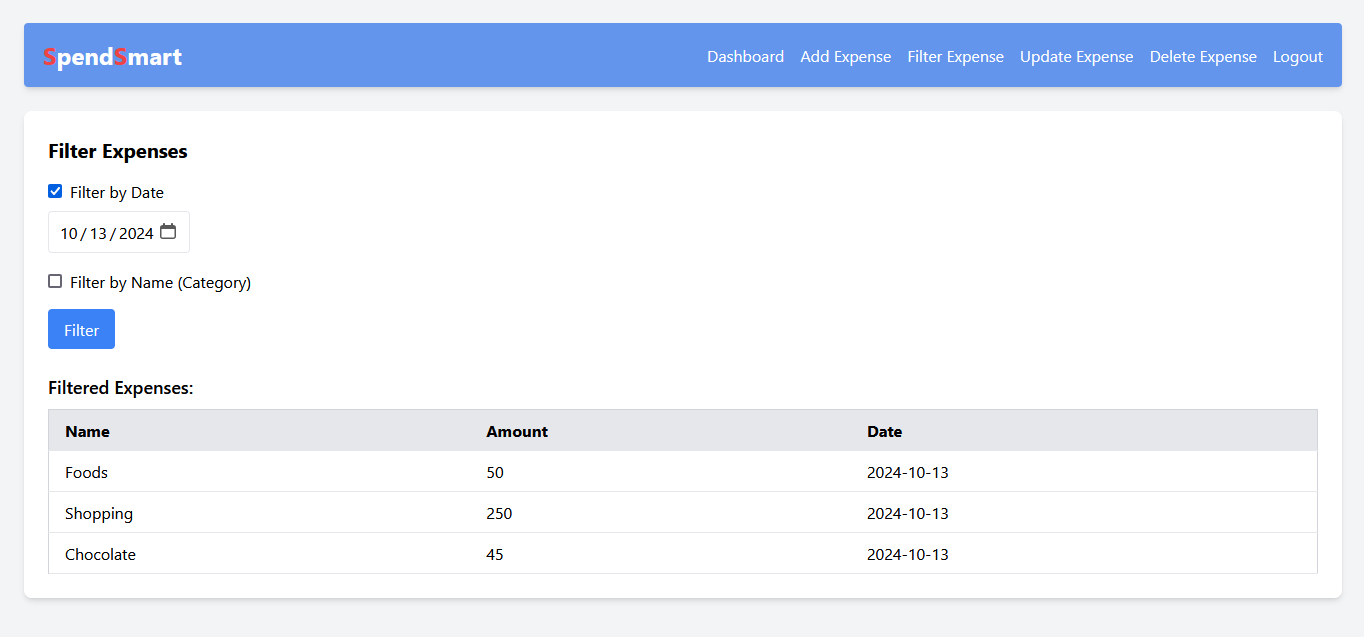 SpendSmart Dashboard Add Expense Filter Expense Update Expense Delete Expense Logout
Filter Expenses
Filter by Date
10/13/2024
Filter by Name (Category)
Filter
Filtered Expenses:
Name Amount Date
Foods 50 2024-10-13
Shopping 250 2024-10-13
Chocolate 45 2024-10-13